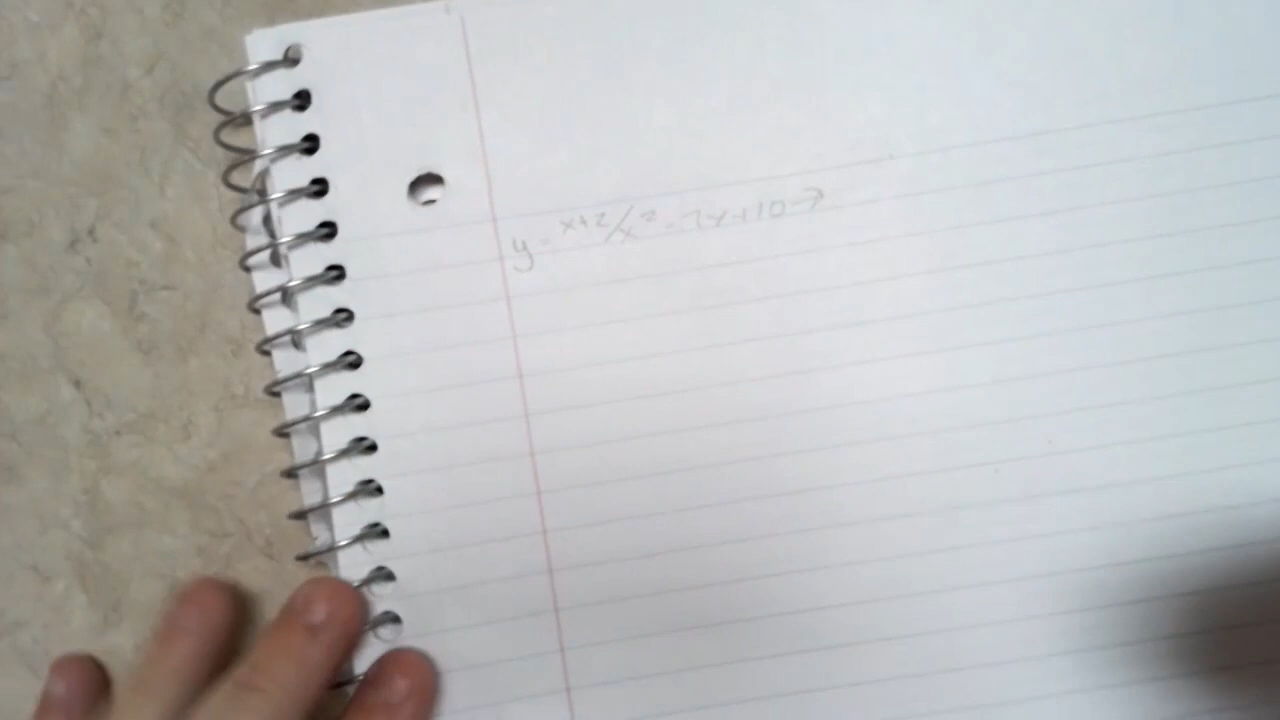 y = x+2/x² - 7x+10 →